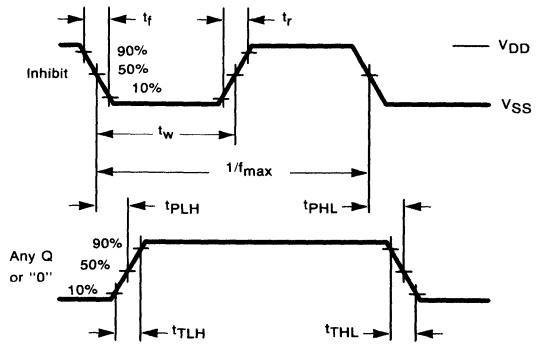 tf
tr
90%
VDD
Inhibit
50%
10%
VSS
tw
1/fmax
tPLH
tPHL
Any Q
or "0"
90%
50%
10%
tTLH
tTHL